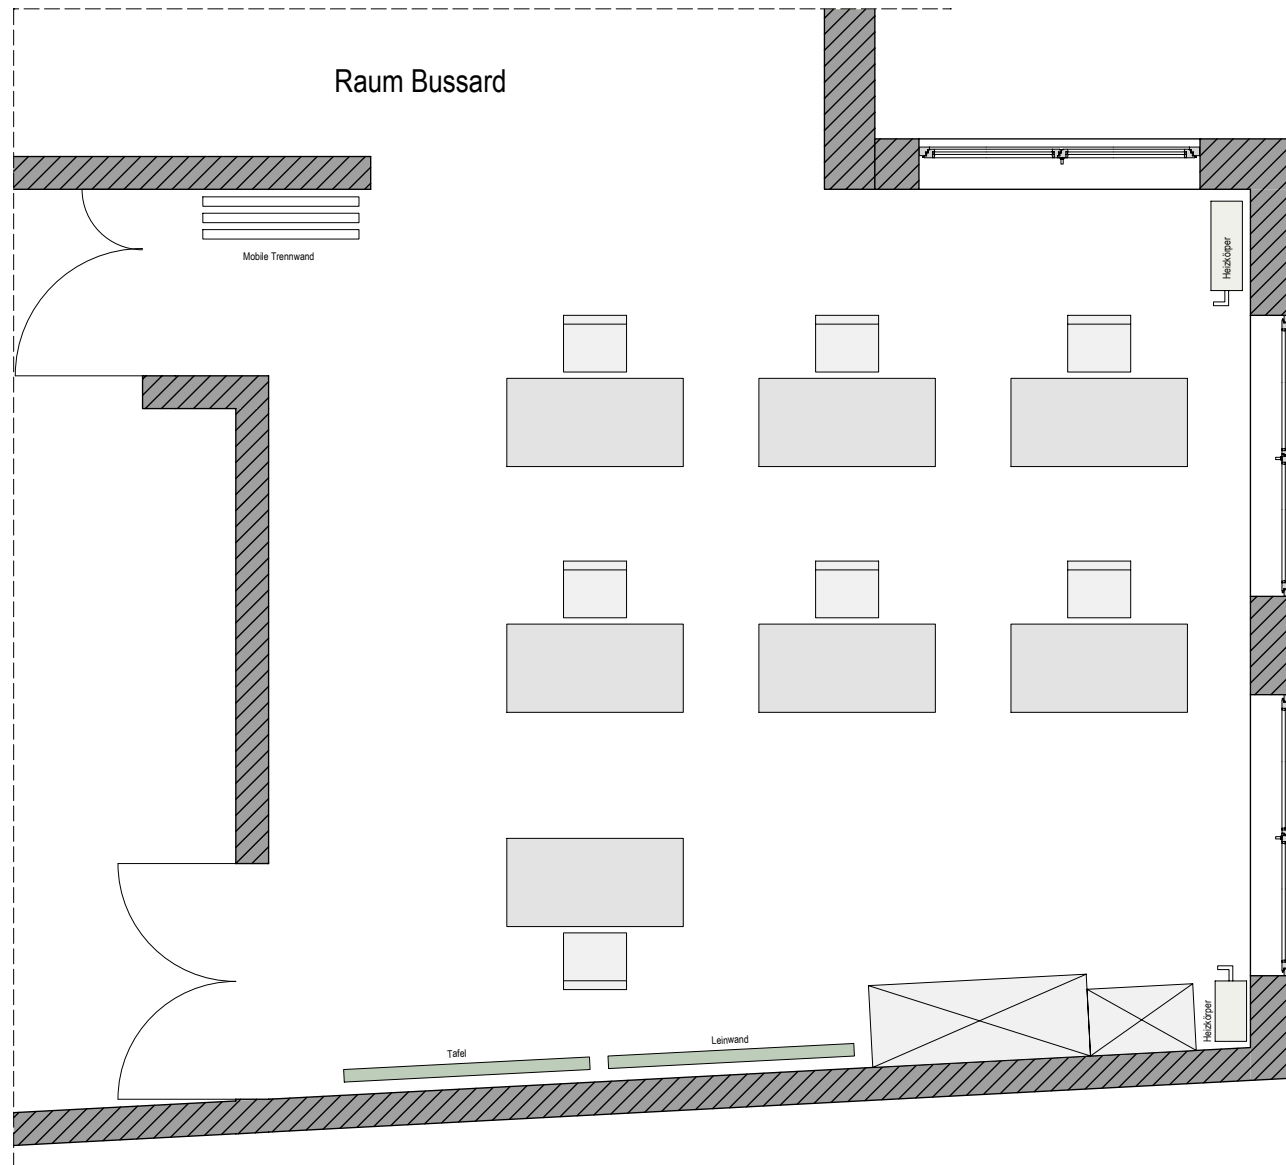 Raum Bussard
Mobile Trennwand
Heizkörper
Heizkörper
Leinwand
Tafel